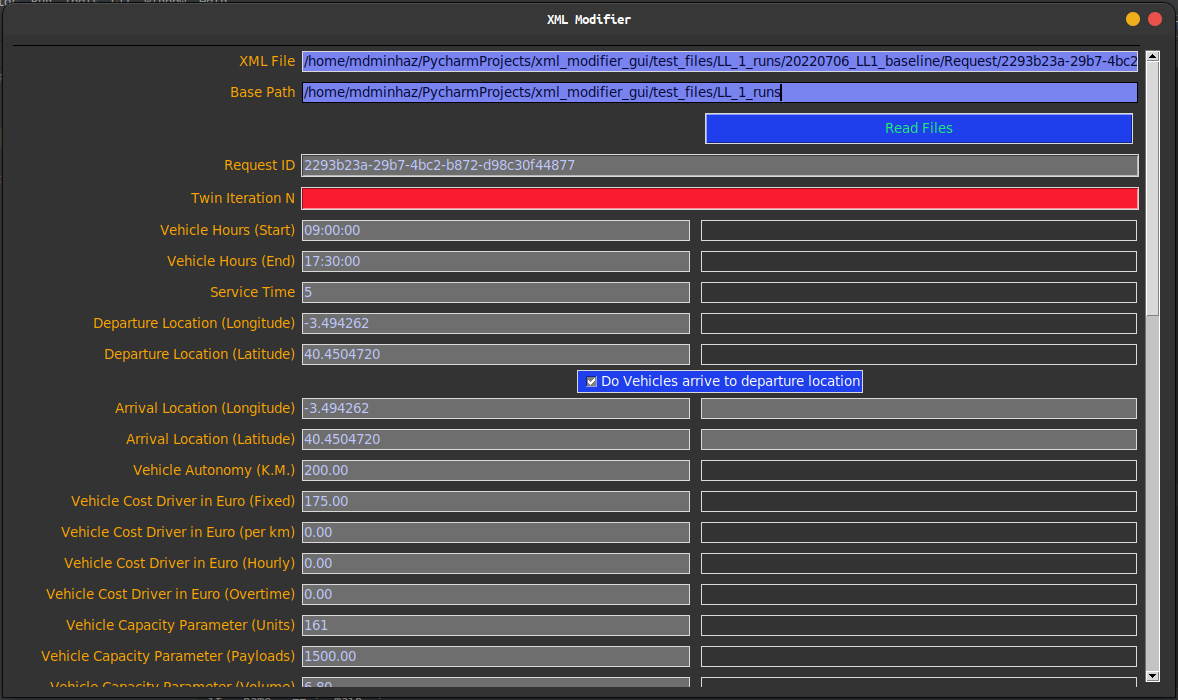 XML Modifier
XML File /home/mdminhaz/PycharmProjects/xml_modifier_gui/test_files/LL_1_runs/20220706_LL1_baseline/Request/2293b23a-29b7-4bc2
Base Path /home/mdminhaz/PycharmProjects/xml_modifier_gui/test_files/LL_1_runs
Read Files
Request ID 2293b23a-29b7-4bc2-b872-d98c30f44877
Twin Iteration N
Vehicle Hours (Start) 09:00:00
Vehicle Hours (End) 17:30:00
Service Time 5
Departure Location (Longitude) -3.494262
Departure Location (Latitude) 40.4504720
Do Vehicles arrive to departure location
Arrival Location (Longitude) -3.494262
Arrival Location (Latitude) 40.4504720
Vehicle Autonomy (K.M.) 200.00
Vehicle Cost Driver in Euro (Fixed) 175.00
Vehicle Cost Driver in Euro (per km) 0.00
Vehicle Cost Driver in Euro (Hourly) 0.00
Vehicle Cost Driver in Euro (Overtime) 0.00
Vehicle Capacity Parameter (Units) 161
Vehicle Capacity Parameter (Payloads) 1500.00
Vehicle Capacity Parameter (Volume) 6.80